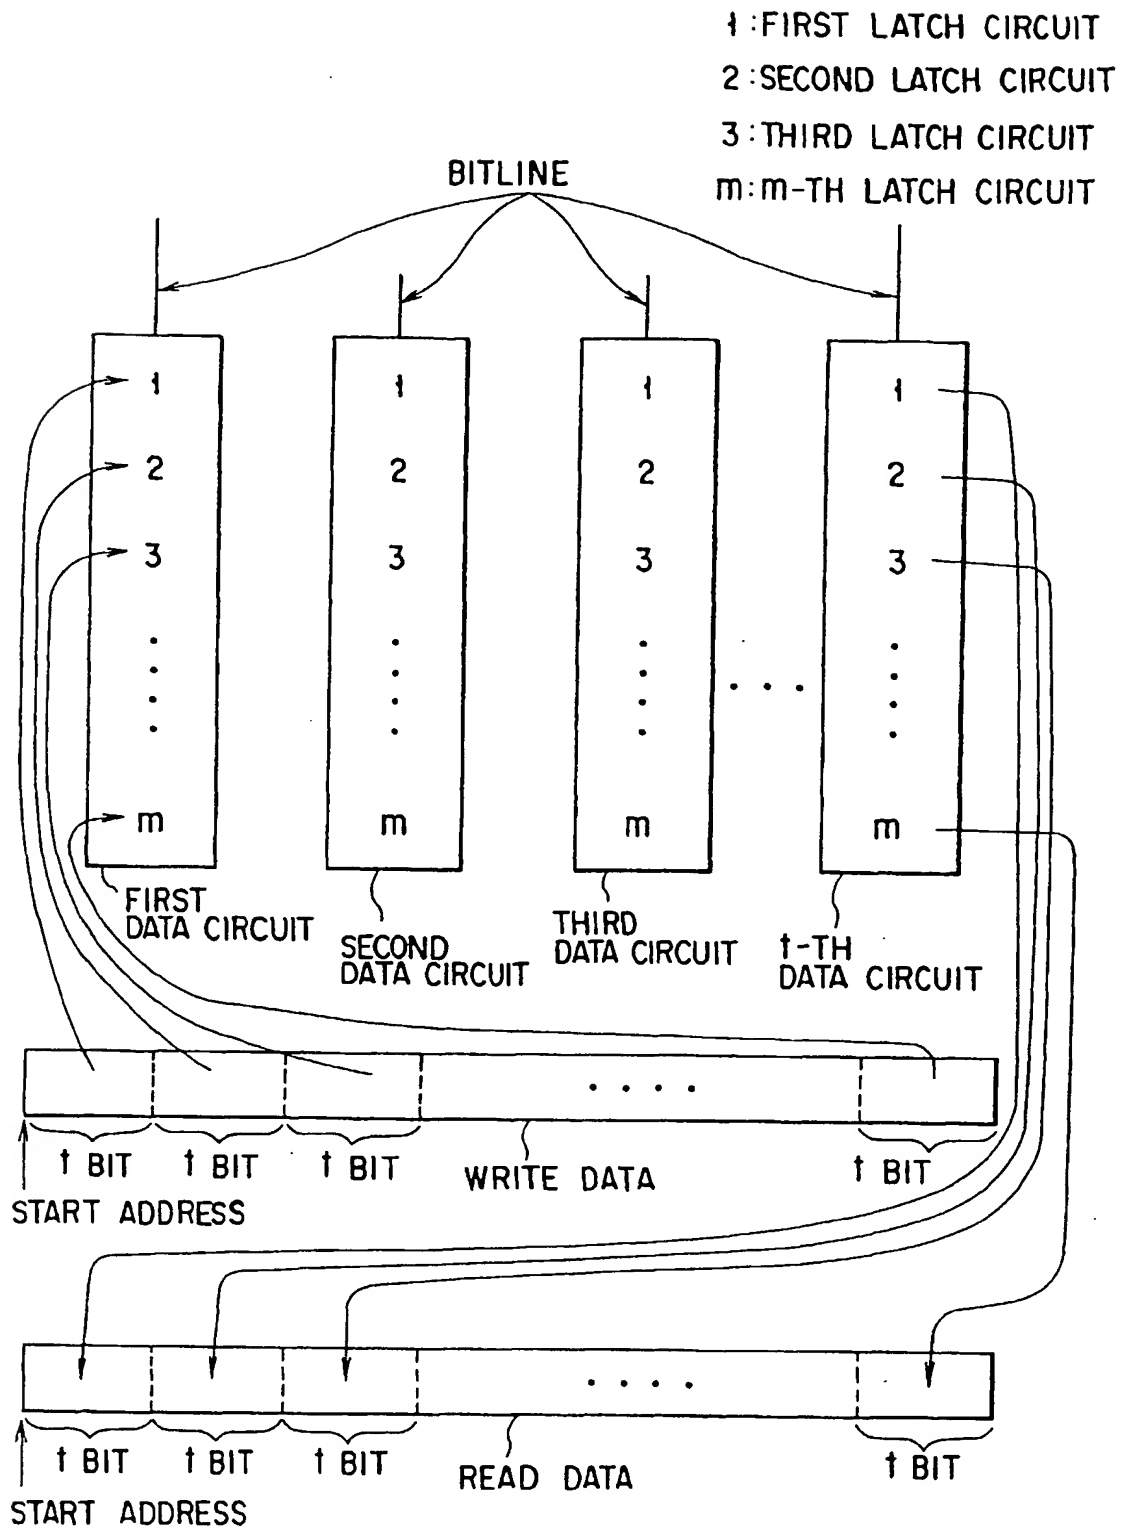 1:FIRST LATCH CIRCUIT
2:SECOND LATCH CIRCUIT
3:THIRD LATCH CIRCUIT
m:m-TH LATCH CIRCUIT
BITLINE
1 1 1 1
2 2 2 2
3 3 3 3
m m m m
FIRST
DATA CIRCUIT
SECOND
DATA CIRCUIT
THIRD
DATA CIRCUIT
t-TH
DATA CIRCUIT
t BIT t BIT t BIT t BIT
WRITE DATA
START ADDRESS
t BIT t BIT t BIT t BIT
READ DATA
START ADDRESS